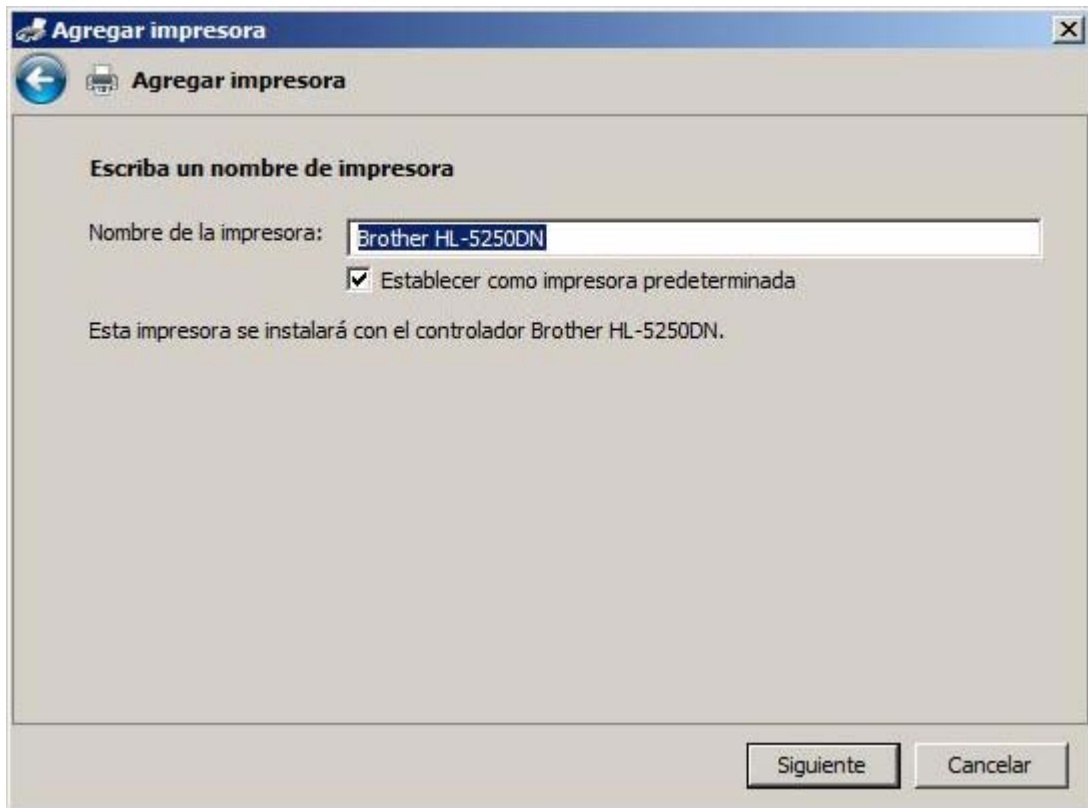 Agregar impresora
Agregar impresora
Escriba un nombre de impresora
Nombre de la impresora: Brother HL-5250DN
Establecer como impresora predeterminada
Esta impresora se instalará con el controlador Brother HL-5250DN.
Siguiente Cancelar